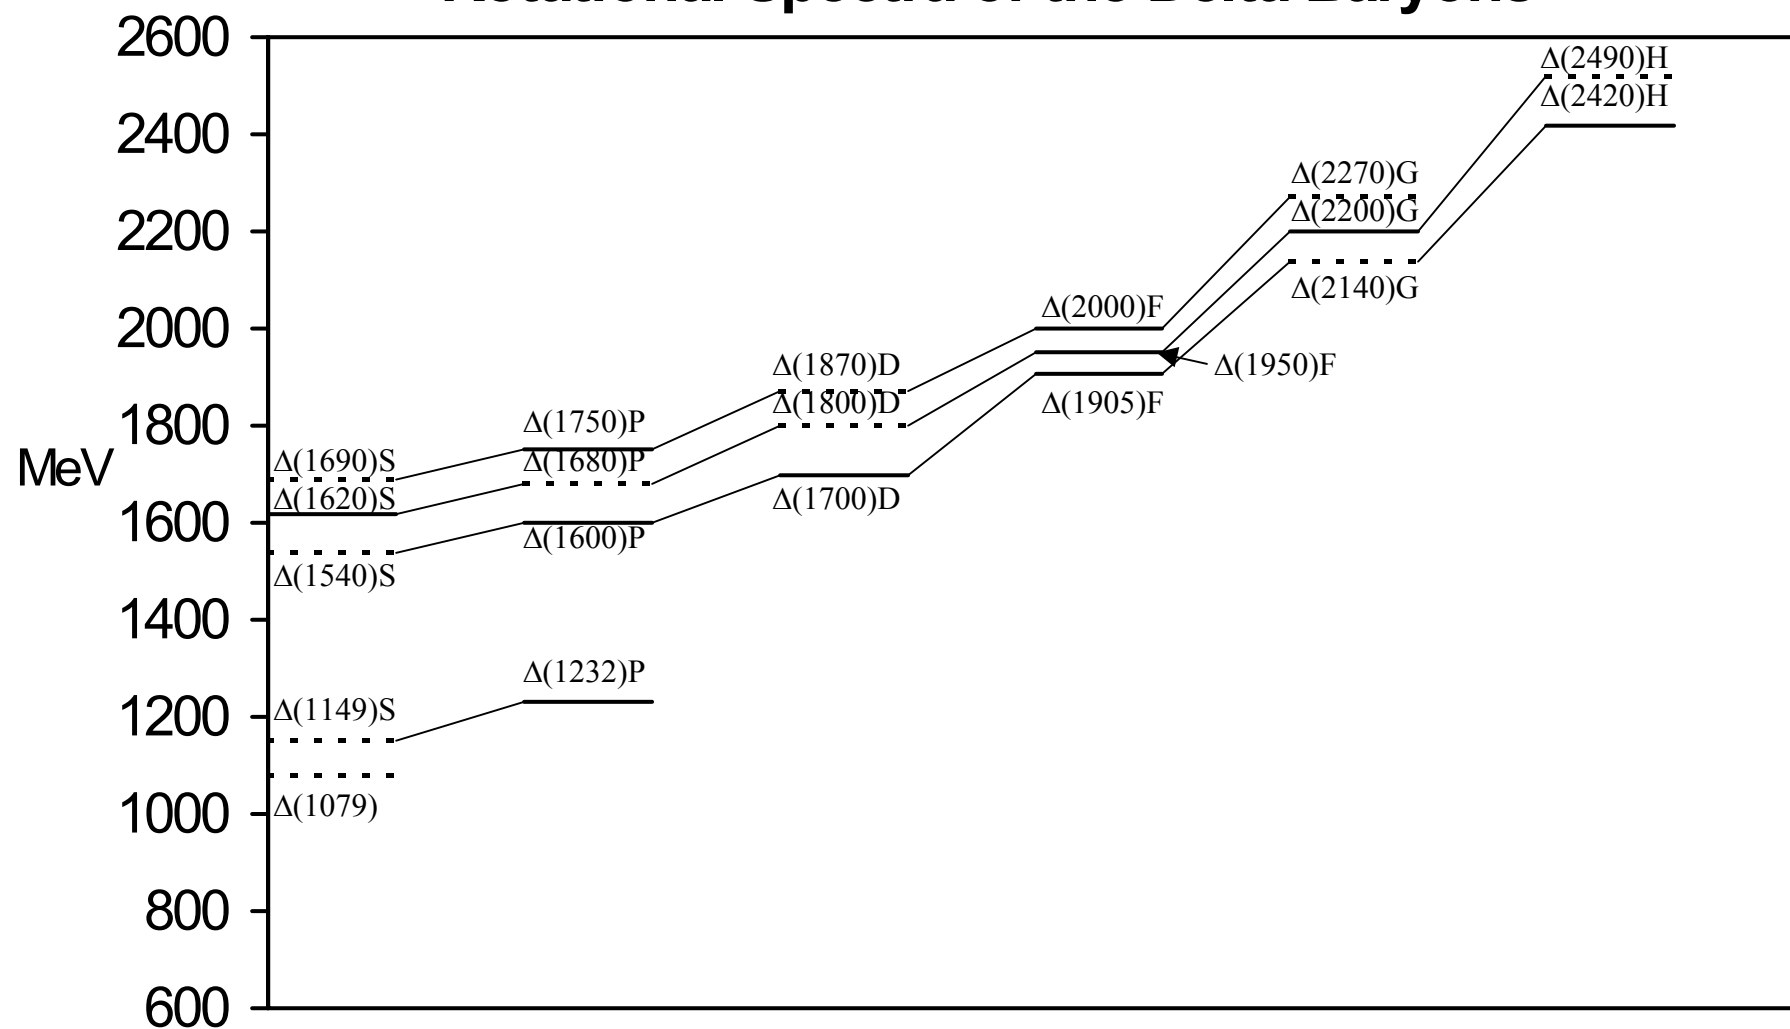 Rotational Spectra of the Delta Baryons
2600
2400
2200
2000
1800
1600
1400
1200
1000
800
600
MeV
Δ(1690)S
Δ(1620)S
Δ(1540)S
Δ(1149)S
Δ(1079)
Δ(1750)P
Δ(1680)P
Δ(1600)P
Δ(1232)P
Δ(1870)D
Δ(1800)D
Δ(1700)D
Δ(2000)F
Δ(1950)F
Δ(1905)F
Δ(2270)G
Δ(2200)G
Δ(2140)G
Δ(2490)H
Δ(2420)H